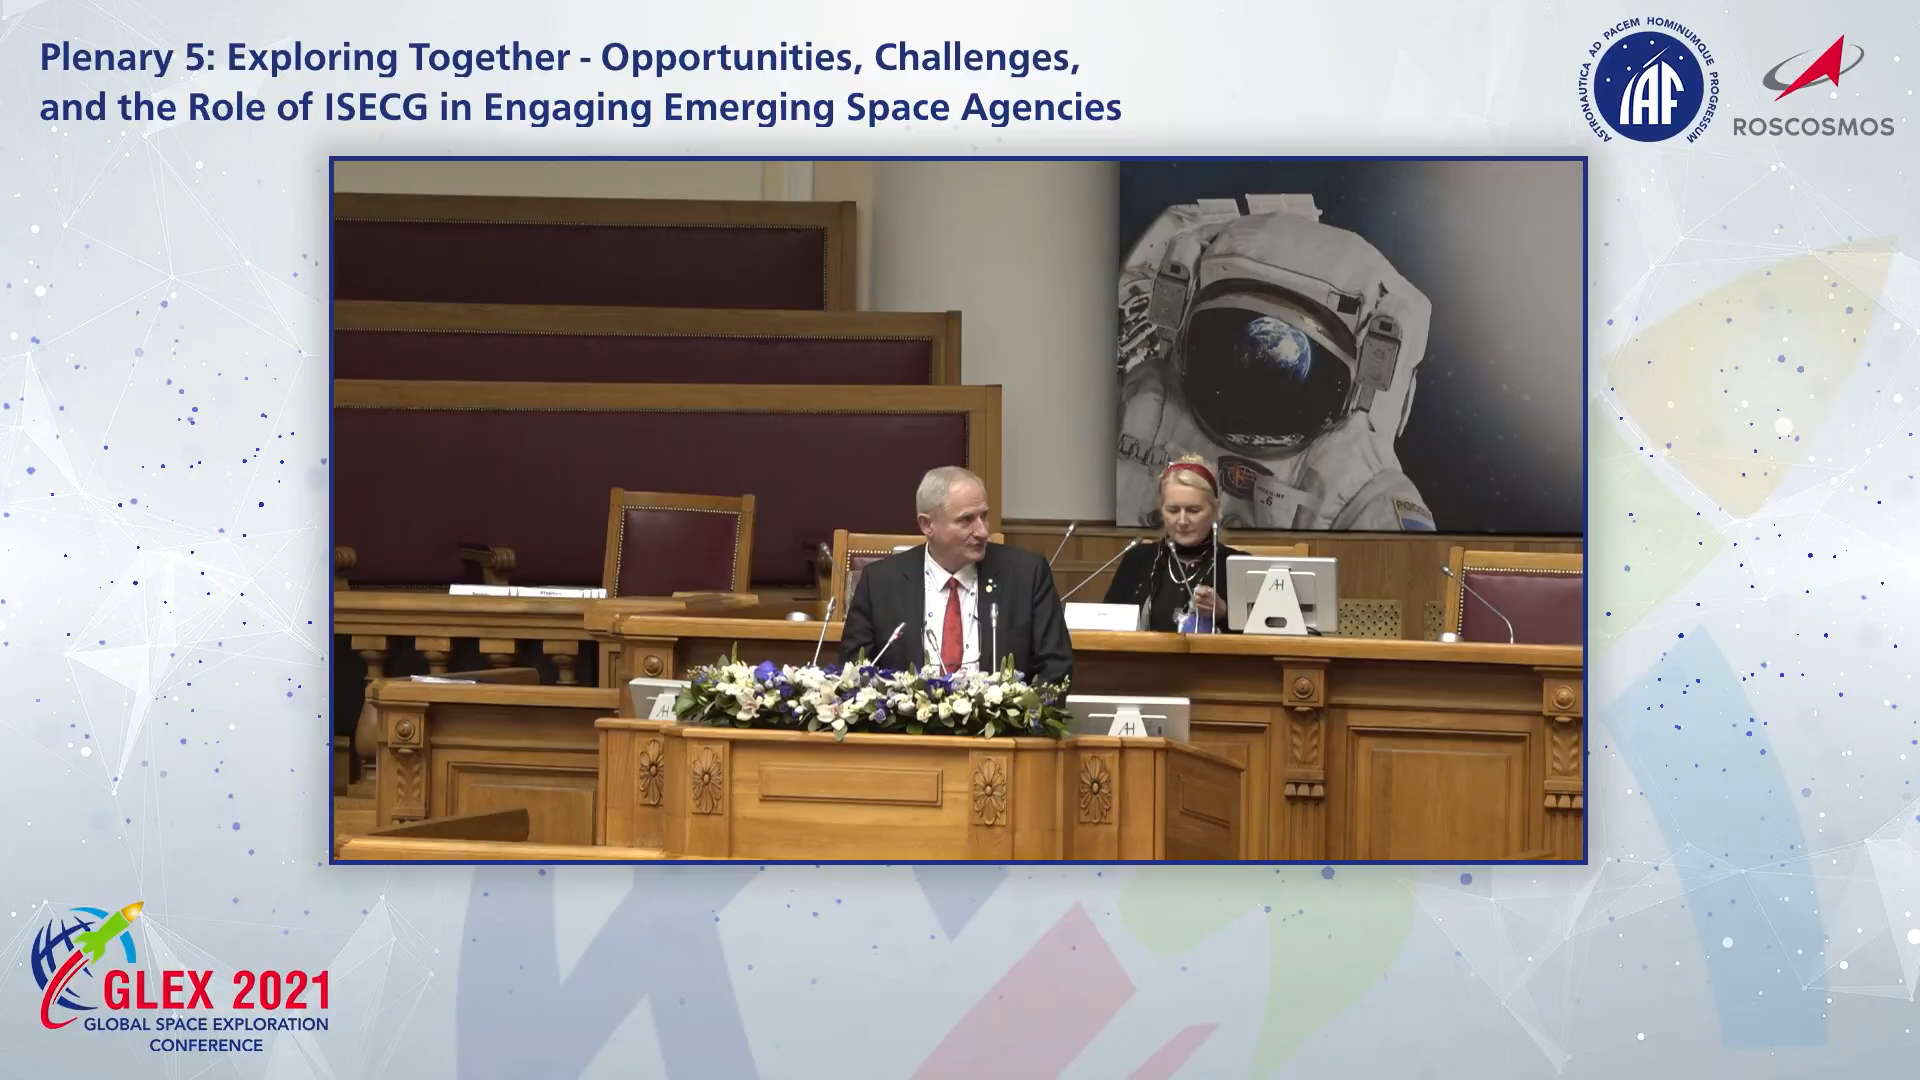 Plenary 5: Exploring Together - Opportunities, Challenges,
and the Role of ISECG in Engaging Emerging Space Agencies
ASTRONAUTICA AD PACEM HOMINUMQUE PROGRESSUM
IAF
ROSCOSMOS
GLEX 2021
GLOBAL SPACE EXPLORATION
CONFERENCE